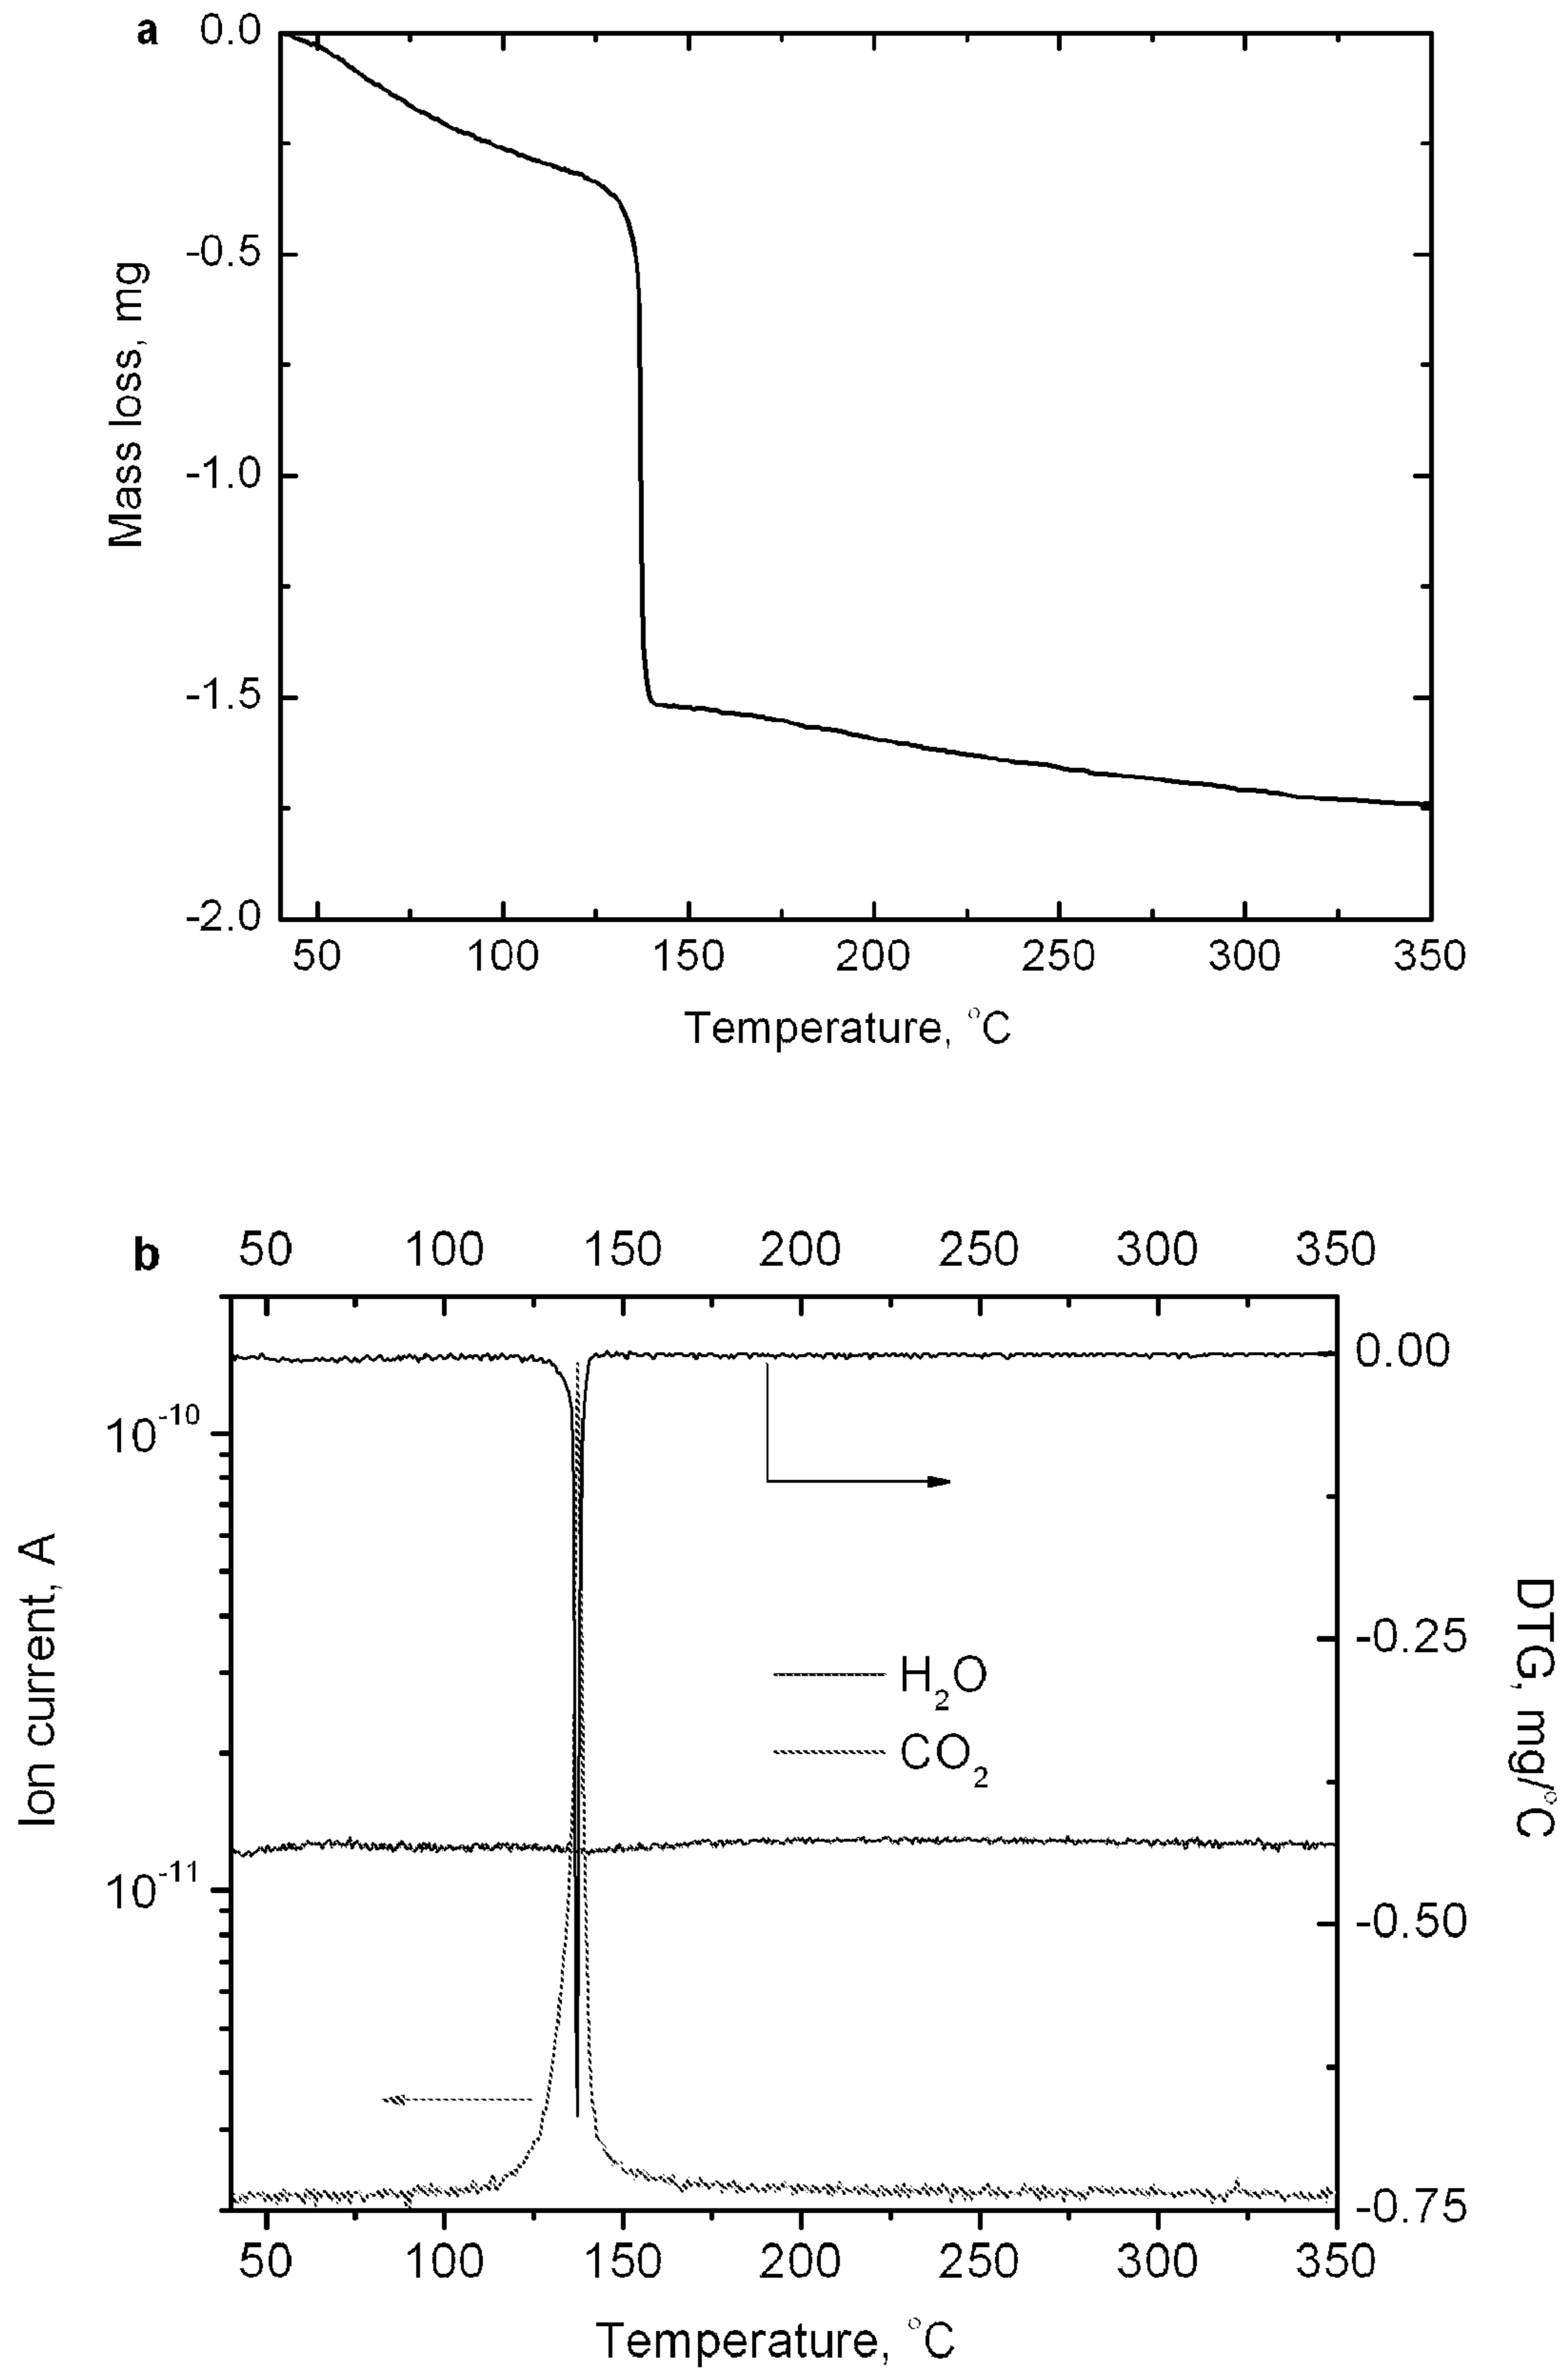 a
0.0
-0.5
-1.0
-1.5
-2.0
Mass loss, mg
50 100 150 200 250 300 350
Temperature, °C
b
50 100 150 200 250 300 350
10⁻¹⁰
10⁻¹¹
Ion current, A
H₂O
CO₂
0.00
-0.25
-0.50
-0.75
DTG, mg/°C
50 100 150 200 250 300 350
Temperature, °C